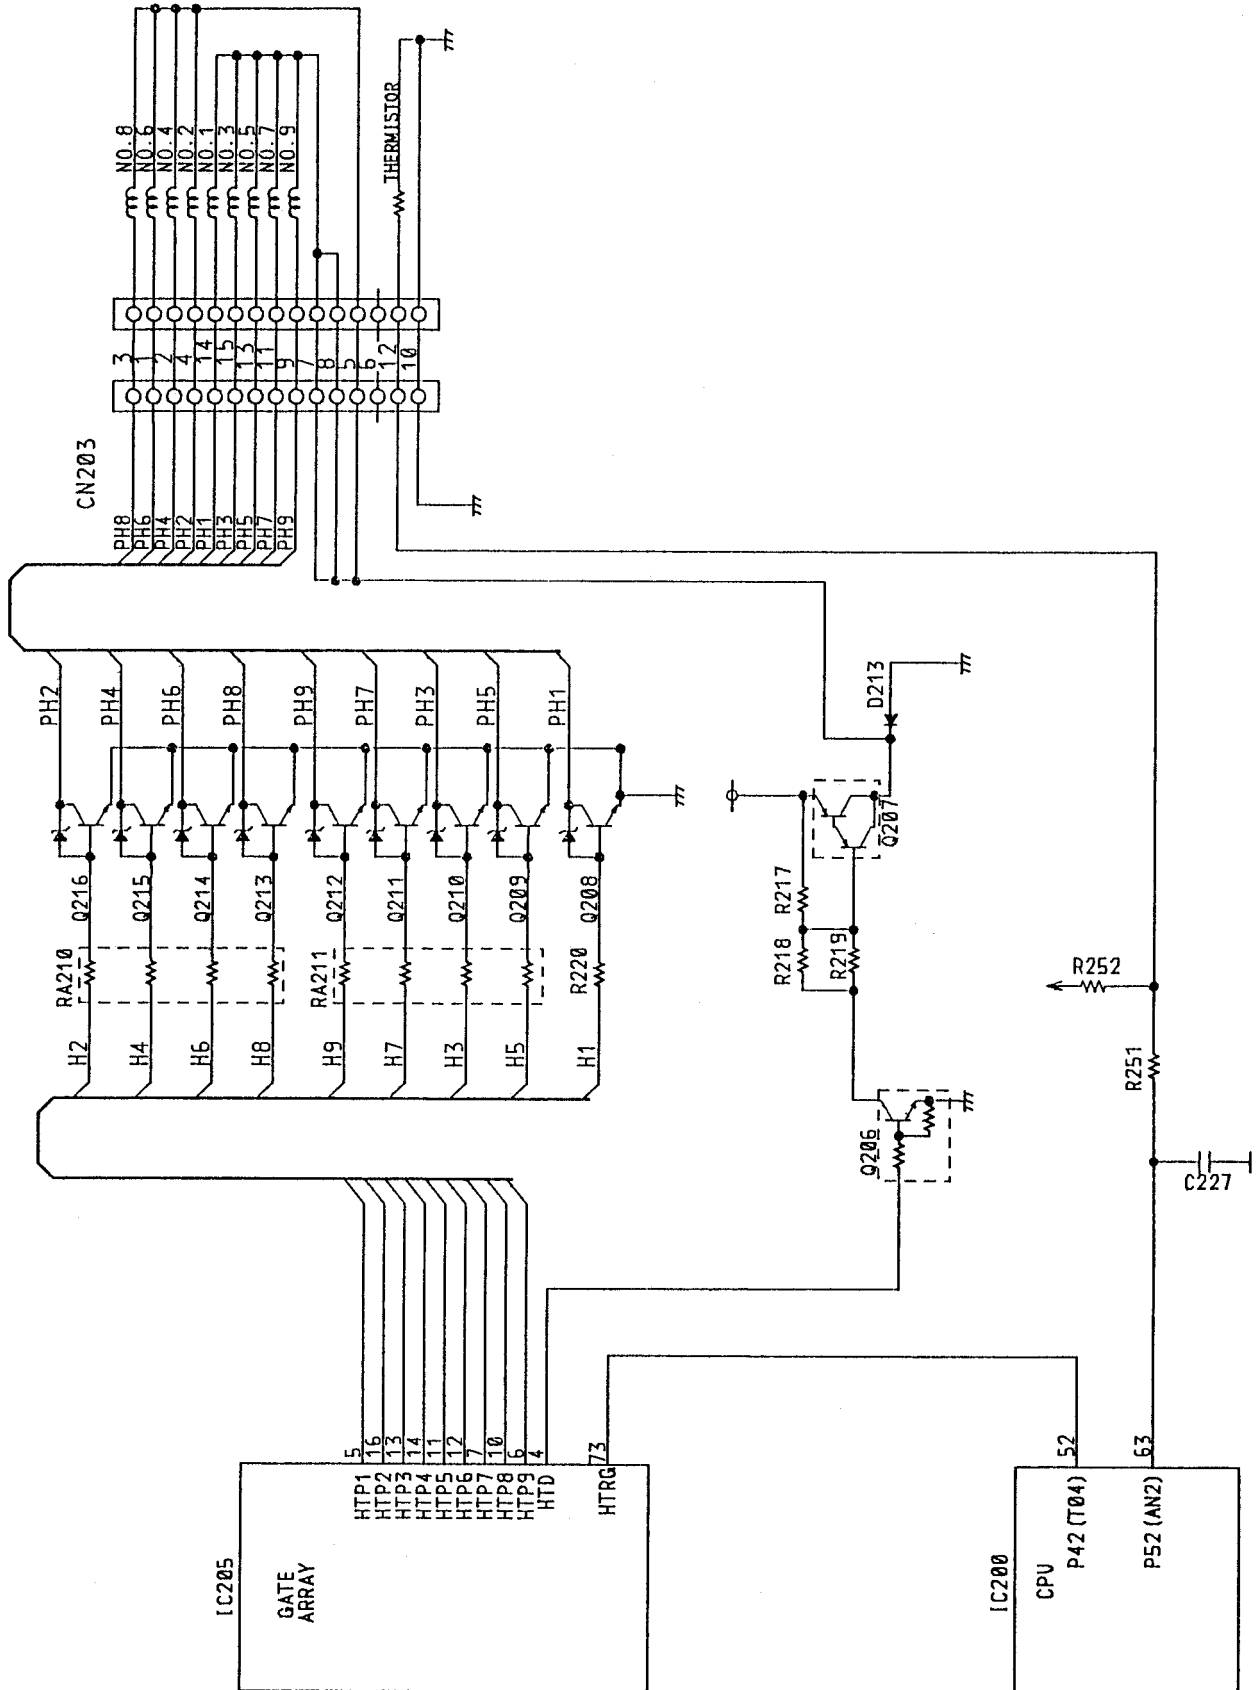 NO.8
NO.6
NO.4
NO.2
NO.1
NO.3
NO.5
NO.7
NO.9
THERMISTOR
3
1
2
4
14
15
13
11
9
7
8
5
6
12
10
CN203
PH8
PH6
PH4
PH2
PH1
PH3
PH5
PH7
PH9
PH2
PH4
PH6
PH8
PH9
PH7
PH3
PH5
PH1
D213
Q207
Q216
Q215
Q214
Q213
Q212
Q211
Q210
Q209
Q208
R217
RA210
RA211
R220
R218
R219
R252
H2
H4
H6
H8
H9
H7
H3
H5
H1
R251
Q206
C227
5
16
13
14
11
12
7
10
6
4
73
HTP1
HTP2
HTP3
HTP4
HTP5
HTP6
HTP7
HTP8
HTP9
HTD
HTRG
52
63
P42(T04)
P52(AN2)
IC205
GATE
ARRAY
IC200
CPU